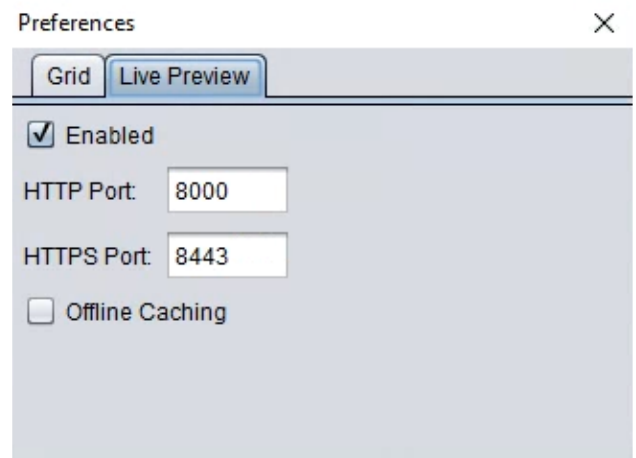 Preferences
Grid Live Preview
Enabled
HTTP Port: 8000
HTTPS Port: 8443
Offline Caching